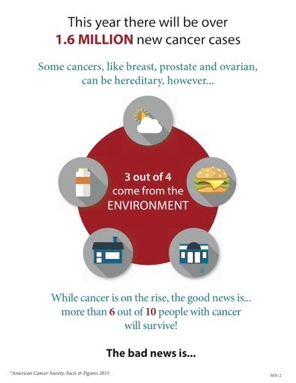 This year there will be over
1.6 MILLION new cancer cases
Some cancers, like breast, prostate and ovarian,
can be hereditary, however...
3 out of 4
come from the
ENVIRONMENT
While cancer is on the rise, the good news is...
more than 6 out of 10 people with cancer
will survive!
The bad news is...
*American Cancer Society, Facts & Figures 2015
MS/2